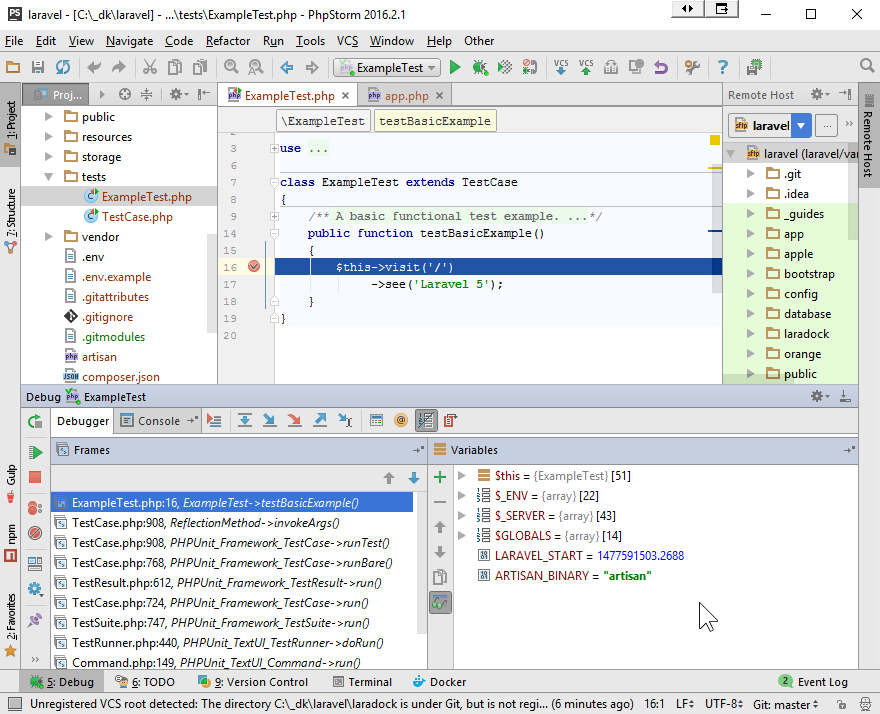 laravel - [C:\_dk\laravel] - ...\tests\ExampleTest.php - PhpStorm 2016.2.1
File Edit View Navigate Code Refactor Run Tools VCS Window Help Other
ExampleTest
VCS VCS
Proj...
ExampleTest.php
app.php
Remote Host
1: Project
7: Structure
Gulp
npm
2: Favorites
public
resources
storage
tests
ExampleTest.php
TestCase.php
vendor
.env
.env.example
.gitattributes
.gitignore
.gitmodules
artisan
composer.json
\ExampleTest testBasicExample
3 use ...
6
7 class ExampleTest extends TestCase
8 {
9 /** A basic functional test example. ...*/
14 public function testBasicExample()
15 {
16 $this->visit('/')
17 ->see('Laravel 5');
18 }
19 }
20
laravel
...
laravel (laravel/var
.git
.idea
_guides
app
apple
bootstrap
config
database
laradock
orange
public
Remote Host
Debug ExampleTest
Debugger Console
Frames
ExampleTest.php:16, ExampleTest->testBasicExample()
TestCase.php:908, ReflectionMethod->invokeArgs()
TestCase.php:908, PHPUnit_Framework_TestCase->runTest()
TestCase.php:768, PHPUnit_Framework_TestCase->runBare()
TestResult.php:612, PHPUnit_Framework_TestResult->run()
TestCase.php:724, PHPUnit_Framework_TestCase->run()
TestSuite.php:747, PHPUnit_Framework_TestSuite->run()
TestRunner.php:440, PHPUnit_TextUI_TestRunner->doRun()
Command.php:149, PHPUnit_TextUI_Command->run()
Variables
$this = {ExampleTest} [51]
$_ENV = {array} [22]
$_SERVER = {array} [43]
$GLOBALS = {array} [14]
LARAVEL_START = 1477591503.2688
ARTISAN_BINARY = "artisan"
5: Debug 6: TODO 9: Version Control Terminal Docker 2 Event Log
Unregistered VCS root detected: The directory C:\_dk\laravel\laradock is under Git, but is not regi... (6 minutes ago) 16:1 LF UTF-8 Git: master